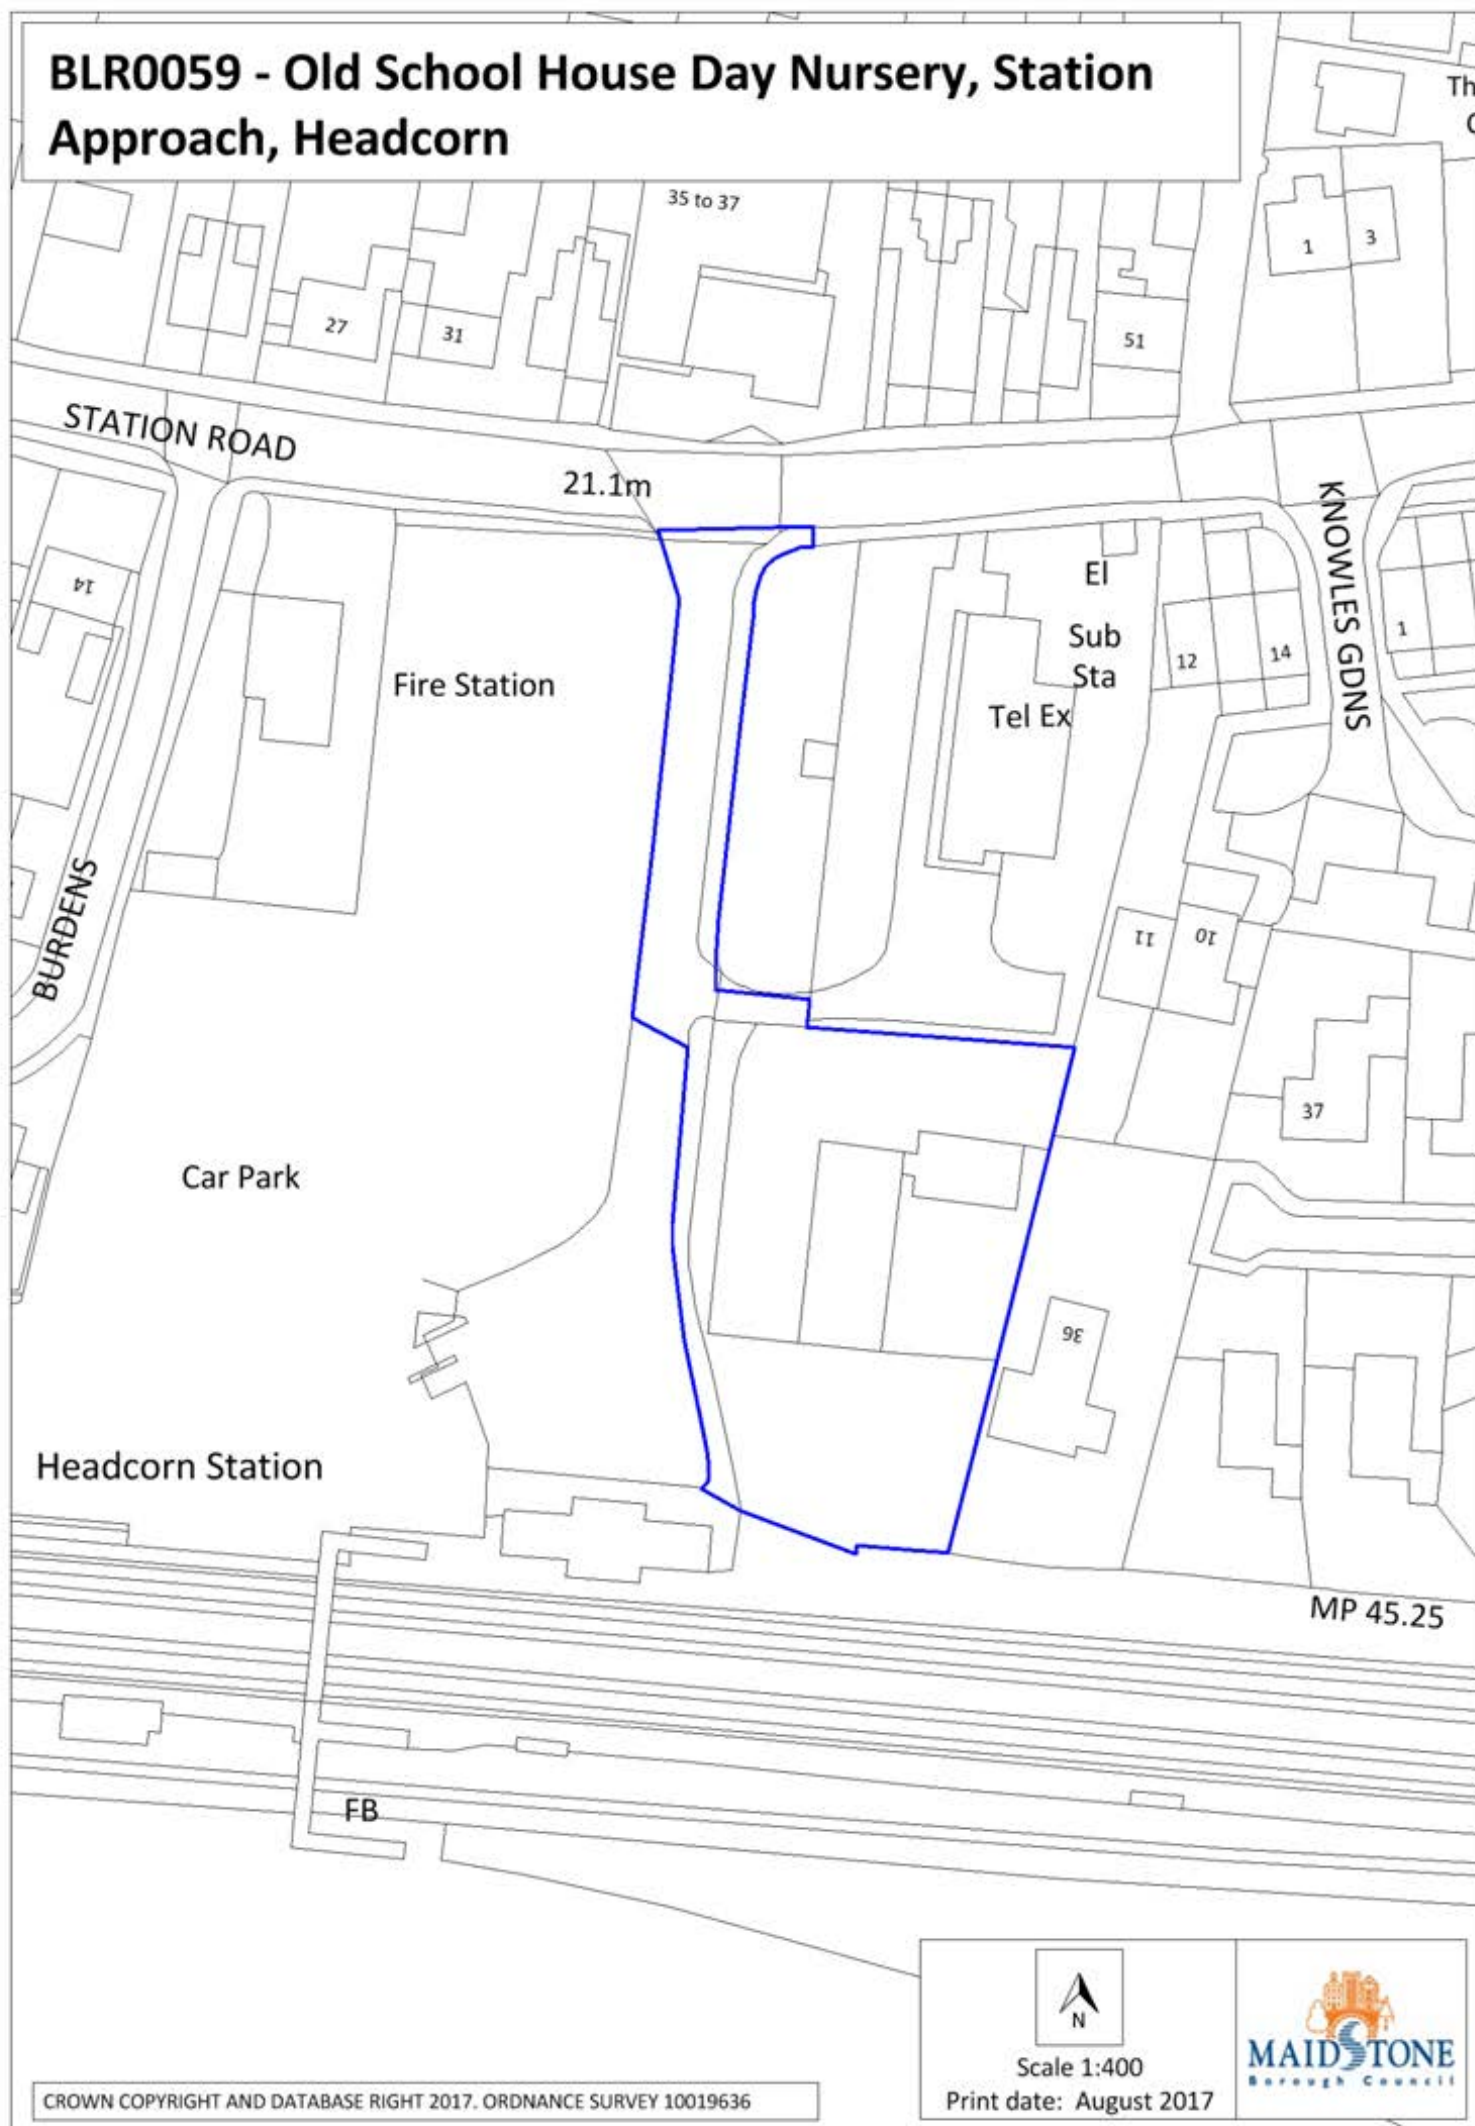 BLR0059 - Old School House Day Nursery, Station
Approach, Headcorn
Th
35 to 37
1
3
27
31
51
STATION ROAD
21.1m
KNOWLES GDNS
14
El
Sub
Sta
12
14
1
Fire Station
Tel Ex
BURDENS
11
10
37
Car Park
36
Headcorn Station
MP 45.25
FB
N
Scale 1:400
Print date: August 2017
MAIDSTONE
Borough Council
CROWN COPYRIGHT AND DATABASE RIGHT 2017. ORDNANCE SURVEY 10019636